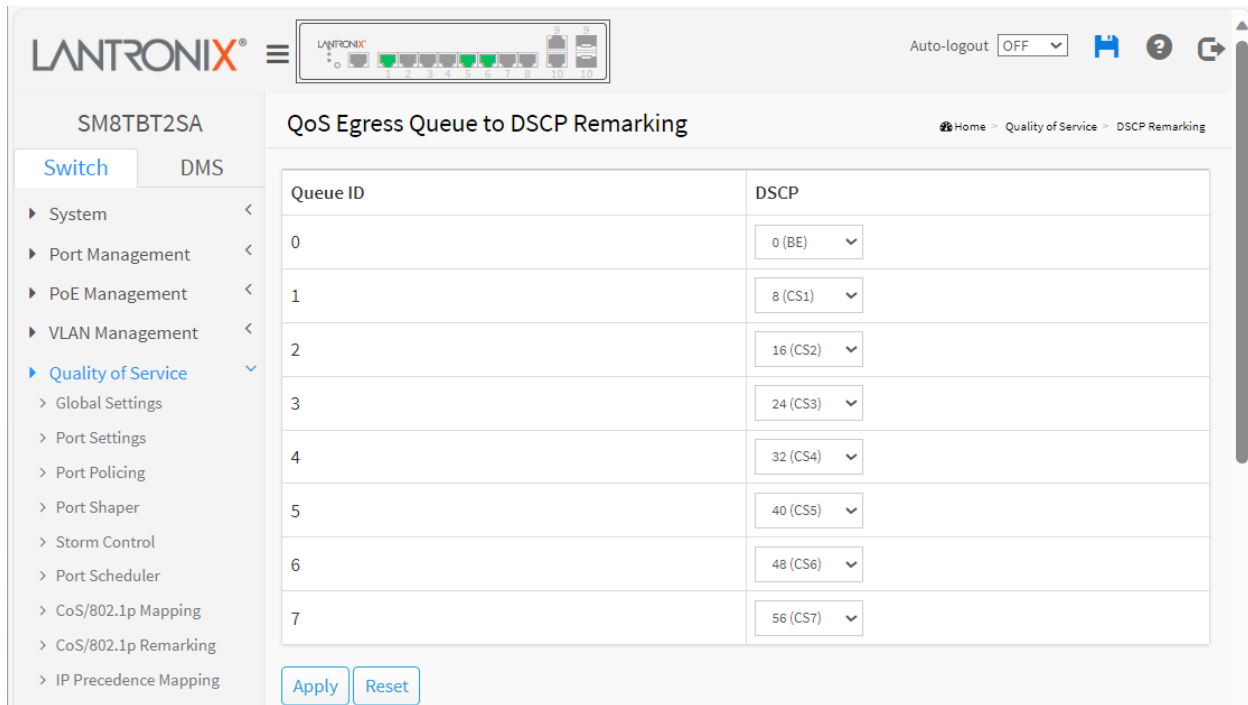 LANTRONIX®
LANTRONIX
9 9
1 2 3 4 5 6 7 8 10 10
Auto-logout OFF
SM8TBT2SA
QoS Egress Queue to DSCP Remarking
Home > Quality of Service > DSCP Remarking
Switch DMS
System
Port Management
PoE Management
VLAN Management
Quality of Service
> Global Settings
> Port Settings
> Port Policing
> Port Shaper
> Storm Control
> Port Scheduler
> CoS/802.1p Mapping
> CoS/802.1p Remarking
> IP Precedence Mapping
Queue ID DSCP
0 0 (BE)
1 8 (CS1)
2 16 (CS2)
3 24 (CS3)
4 32 (CS4)
5 40 (CS5)
6 48 (CS6)
7 56 (CS7)
Apply Reset